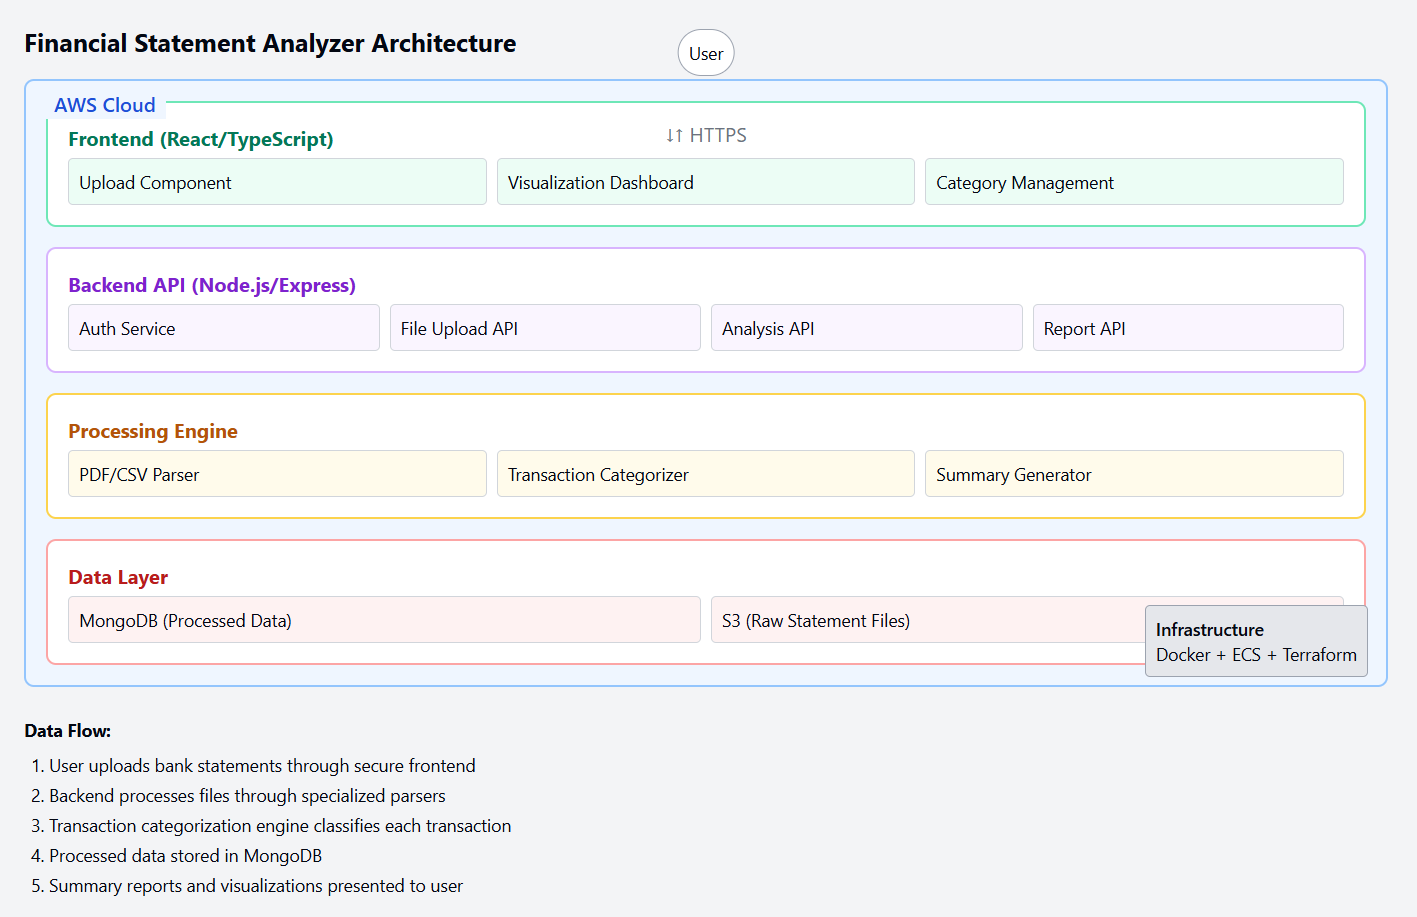 Financial Statement Analyzer Architecture
User
AWS Cloud
Frontend (React/TypeScript)
↓↑ HTTPS
Upload Component
Visualization Dashboard
Category Management
Backend API (Node.js/Express)
Auth Service
File Upload API
Analysis API
Report API
Processing Engine
PDF/CSV Parser
Transaction Categorizer
Summary Generator
Data Layer
MongoDB (Processed Data)
S3 (Raw Statement Files)
Infrastructure
Docker + ECS + Terraform
Data Flow:
1. User uploads bank statements through secure frontend
2. Backend processes files through specialized parsers
3. Transaction categorization engine classifies each transaction
4. Processed data stored in MongoDB
5. Summary reports and visualizations presented to user